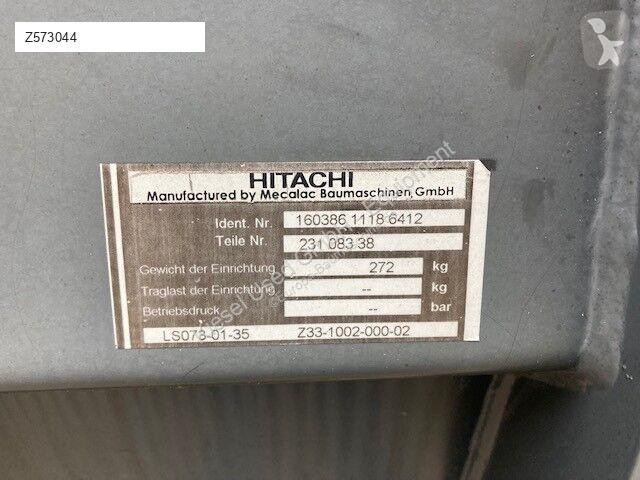 Z573044
HITACHI
Manufactured by Mecalac Baumaschinen GmbH
Ident. Nr. 160386 1118 6412
Teile Nr. 231 083 38
Gewicht der Einrichtung 272 kg
Traglast der Einrichtung -- kg
Betriebsdruck -- bar
LS073-01-35 Z33-1002-000-02